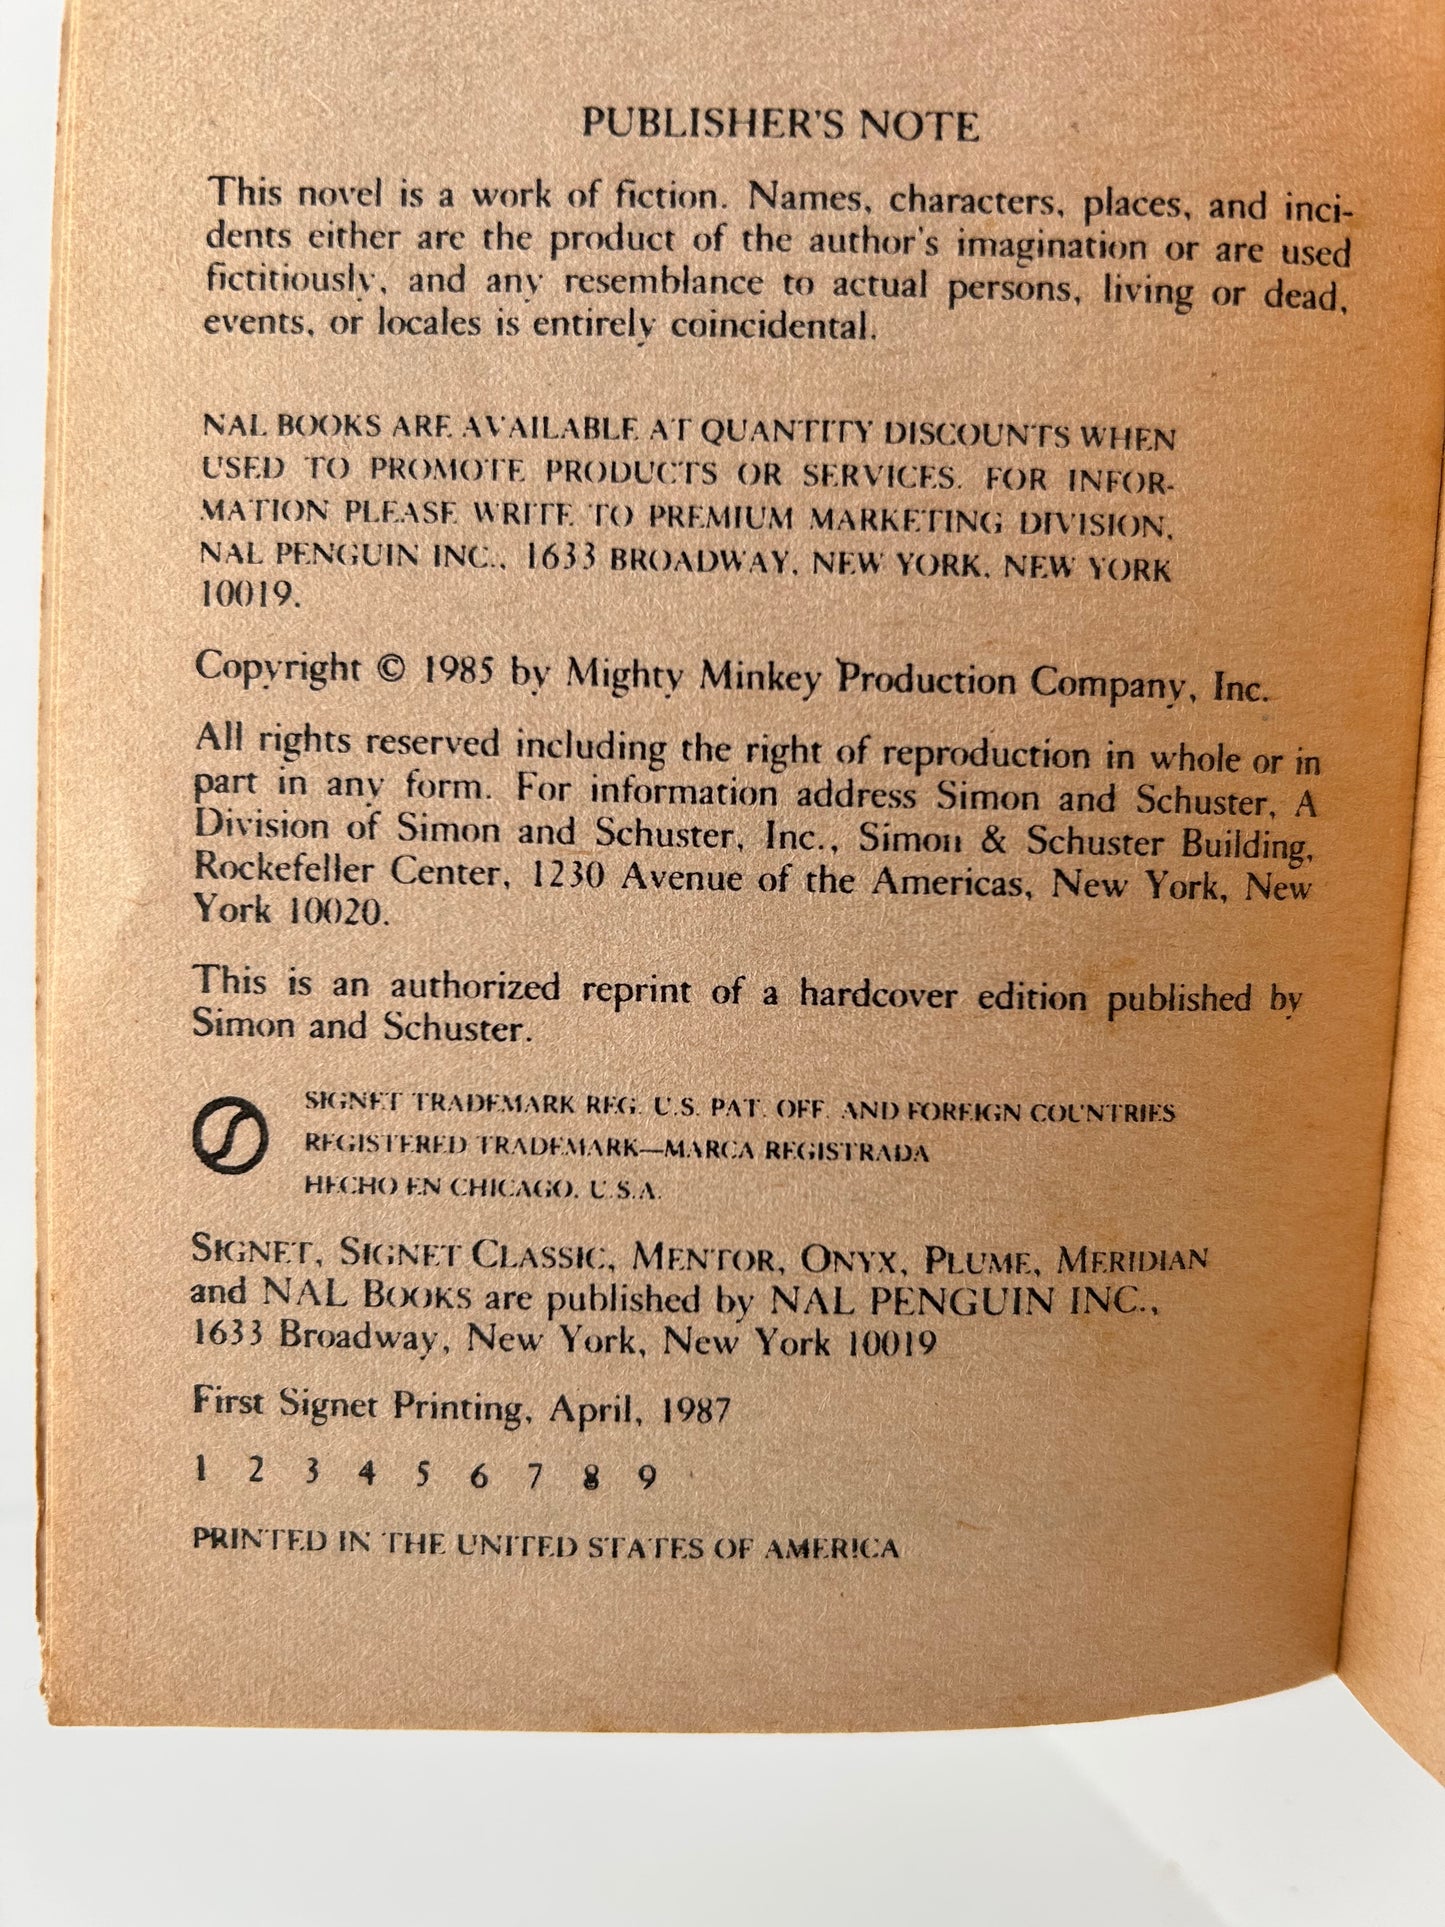 PUBLISHER'S NOTE
This novel is a work of fiction. Names, characters, places, and inci-
dents either are the product of the author's imagination or are used
fictitiously, and any resemblance to actual persons, living or dead,
events, or locales is entirely coincidental.
NAL BOOKS ARE AVAILABLE AT QUANTITY DISCOUNTS WHEN
USED TO PROMOTE PRODUCTS OR SERVICES. FOR INFOR-
MATION PLEASE WRITE TO PREMIUM MARKETING DIVISION,
NAL PENGUIN INC., 1633 BROADWAY, NEW YORK, NEW YORK
10019.
Copyright © 1985 by Mighty Minkey Production Company, Inc.
All rights reserved including the right of reproduction in whole or in
part in any form. For information address Simon and Schuster, A
Division of Simon and Schuster, Inc., Simon & Schuster Building,
Rockefeller Center, 1230 Avenue of the Americas, New York, New
York 10020.
This is an authorized reprint of a hardcover edition published by
Simon and Schuster.
SIGNET TRADEMARK REG. U.S. PAT. OFF. AND FOREIGN COUNTRIES
REGISTERED TRADEMARK—MARCA REGISTRADA
HECHO EN CHICAGO, U.S.A.
SIGNET, SIGNET CLASSIC, MENTOR, ONYX, PLUME, MERIDIAN
and NAL BOOKS are published by NAL PENGUIN INC.,
1633 Broadway, New York, New York 10019
First Signet Printing, April, 1987
1 2 3 4 5 6 7 8 9
PRINTED IN THE UNITED STATES OF AMERICA